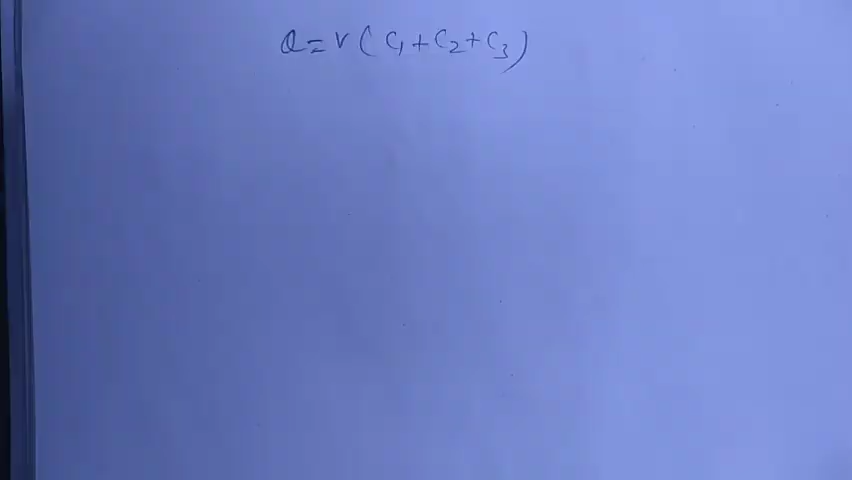 Q = V ( C₁ + C₂ + C₃ )